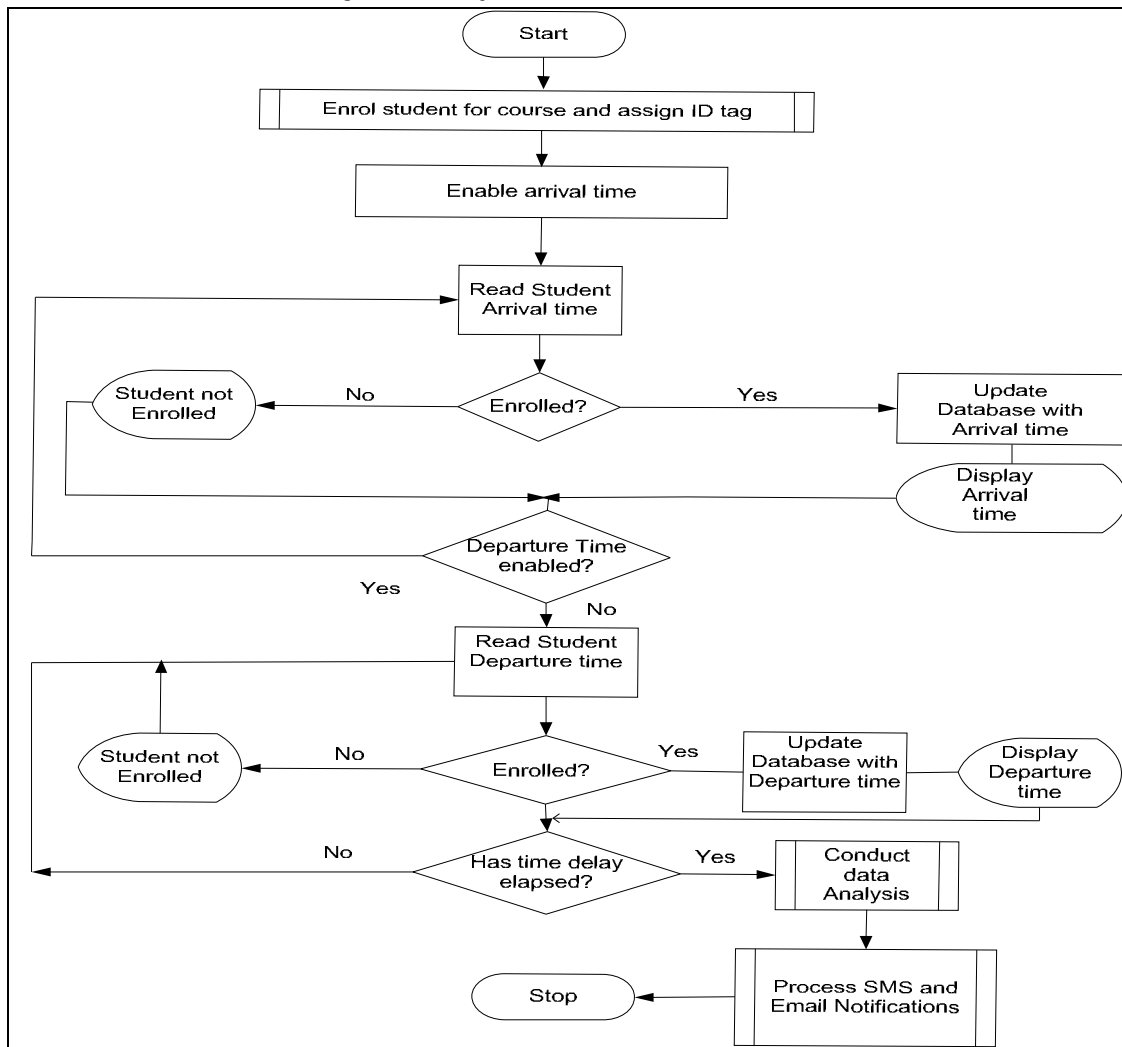 Start
Enrol student for course and assign ID tag
Enable arrival time
Read Student
Arrival time
Student not
Enrolled
No
Enrolled?
Yes
Update
Database with
Arrival time
Display
Arrival
time
Departure Time
enabled?
Yes
No
Read Student
Departure time
Student not
Enrolled
No
Enrolled?
Yes
Update
Database with
Departure time
Display
Departure
time
No
Has time delay
elapsed?
Yes
Conduct
data
Analysis
Process SMS and
Email Notifications
Stop